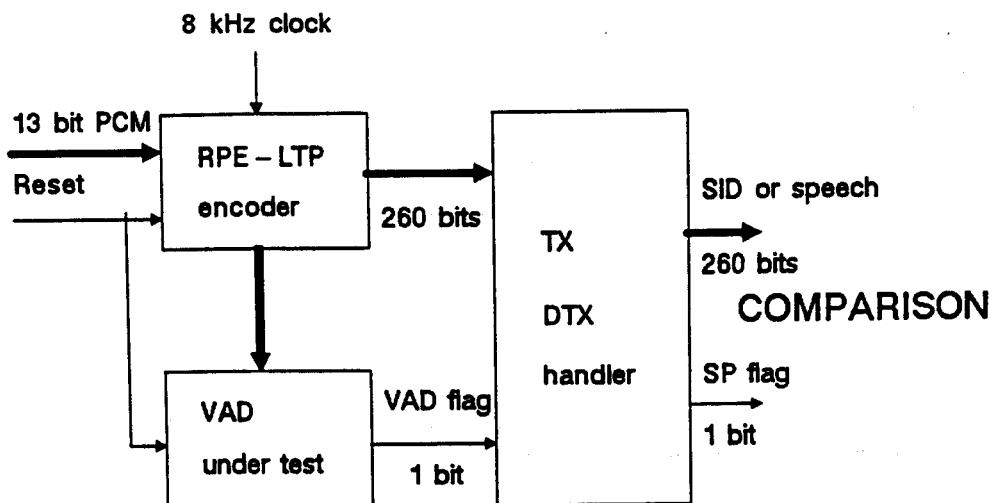 8 kHz clock
13 bit PCM
Reset
RPE – LTP
encoder
260 bits
TX
DTX
handler
SID or speech
260 bits
COMPARISON
VAD
under test
VAD flag
1 bit
SP flag
1 bit